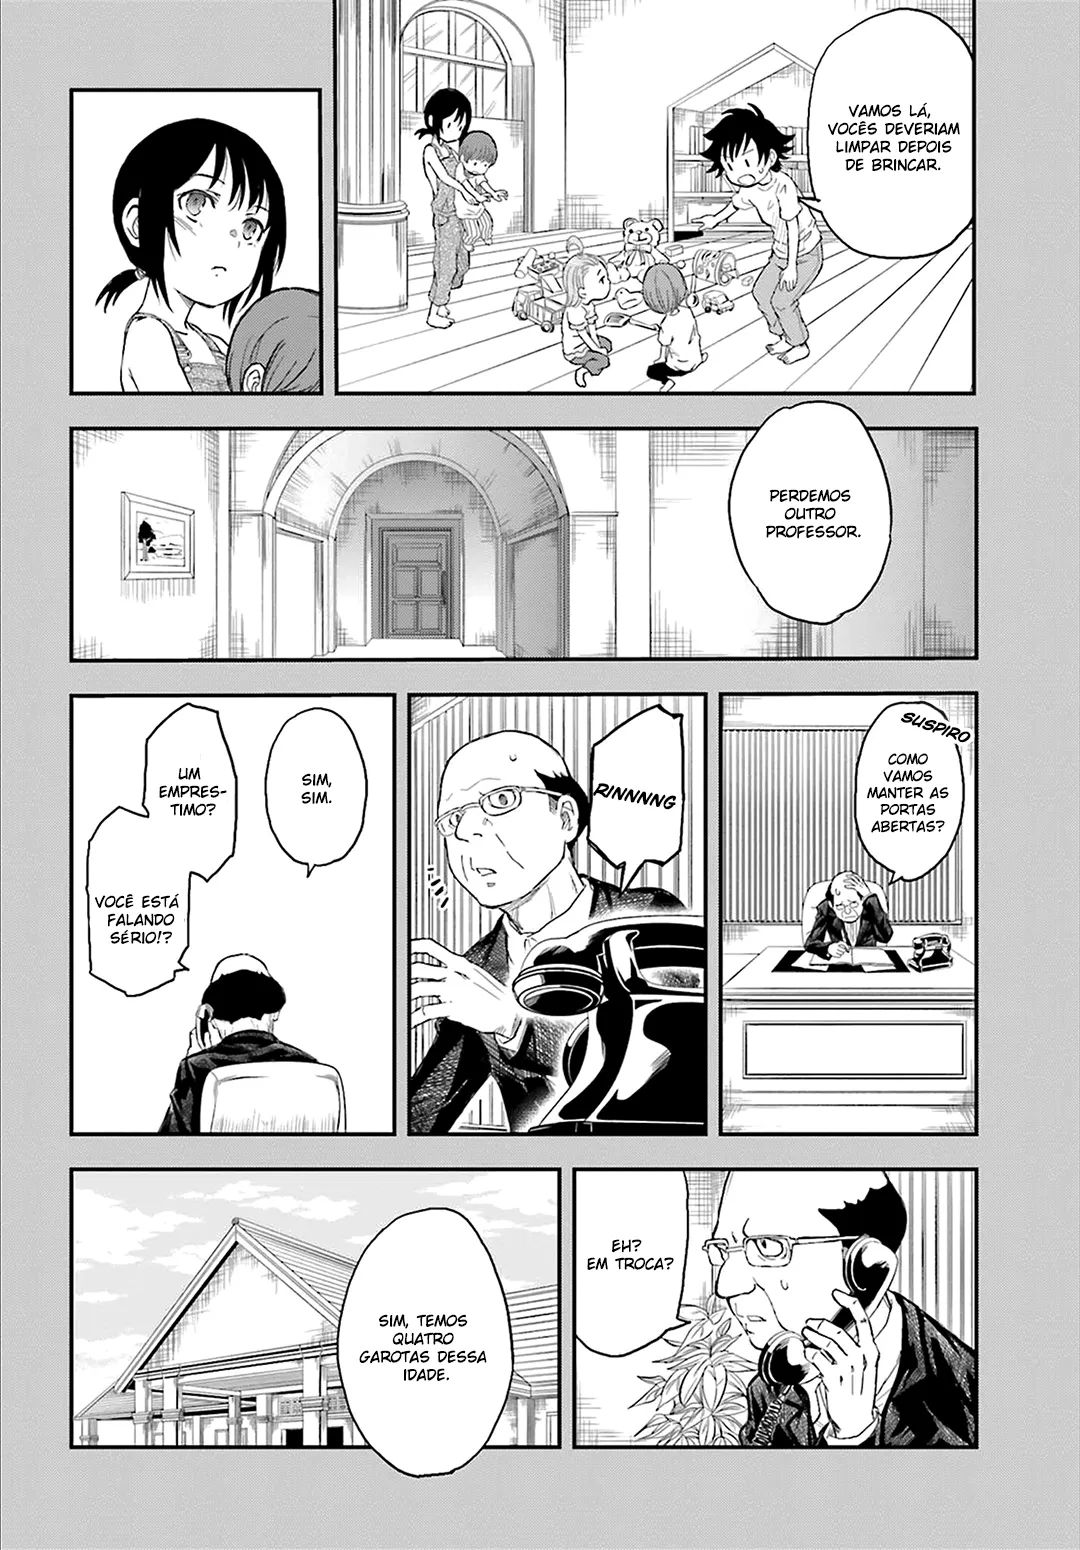 VAMOS LÁ,
VOCÊS DEVERIAM
LIMPAR DEPOIS
DE BRINCAR.
PERDEMOS
OUTRO
PROFESSOR.
SUSPIRO
COMO
VAMOS
MANTER AS
PORTAS
ABERTAS?
RINNNNG
SIM,
SIM.
UM
EMPRES-
TIMO?
VOCÊ ESTÁ
FALANDO
SÉRIO!?
EH?
EM TROCA?
SIM, TEMOS
QUATRO
GAROTAS DESSA
IDADE.